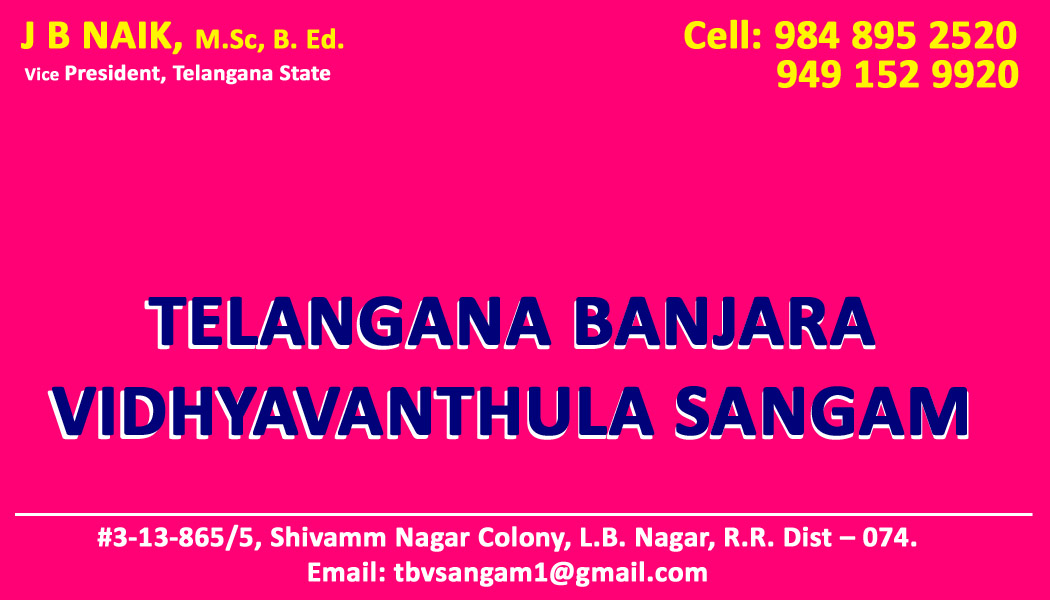 J B NAIK, M.Sc, B. Ed.
Vice President, Telangana State
Cell: 984 895 2520
949 152 9920
TELANGANA BANJARA
VIDHYAVANTHULA SANGAM
#3-13-865/5, Shivamm Nagar Colony, L.B. Nagar, R.R. Dist – 074.
Email: tbvsangam1@gmail.com